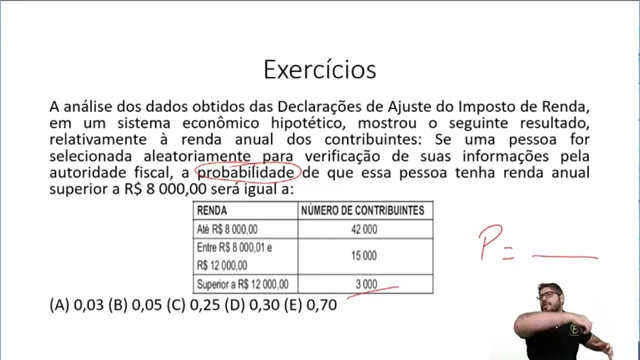 Exercícios
A análise dos dados obtidos das Declarações de Ajuste do Imposto de Renda,
em um sistema econômico hipotético, mostrou o seguinte resultado,
relativamente à renda anual dos contribuintes: Se uma pessoa for
selecionada aleatoriamente para verificação de suas informações pela
autoridade fiscal, a probabilidade de que essa pessoa tenha renda anual
superior a R$ 8 000,00 será igual a:
RENDA NÚMERO DE CONTRIBUINTES
Até R$ 8 000,00 42 000
Entre R$ 8 000,01 e
R$ 12 000,00 15 000
Superior a R$ 12 000,00 3 000
P = ____
(A) 0,03 (B) 0,05 (C) 0,25 (D) 0,30 (E) 0,70